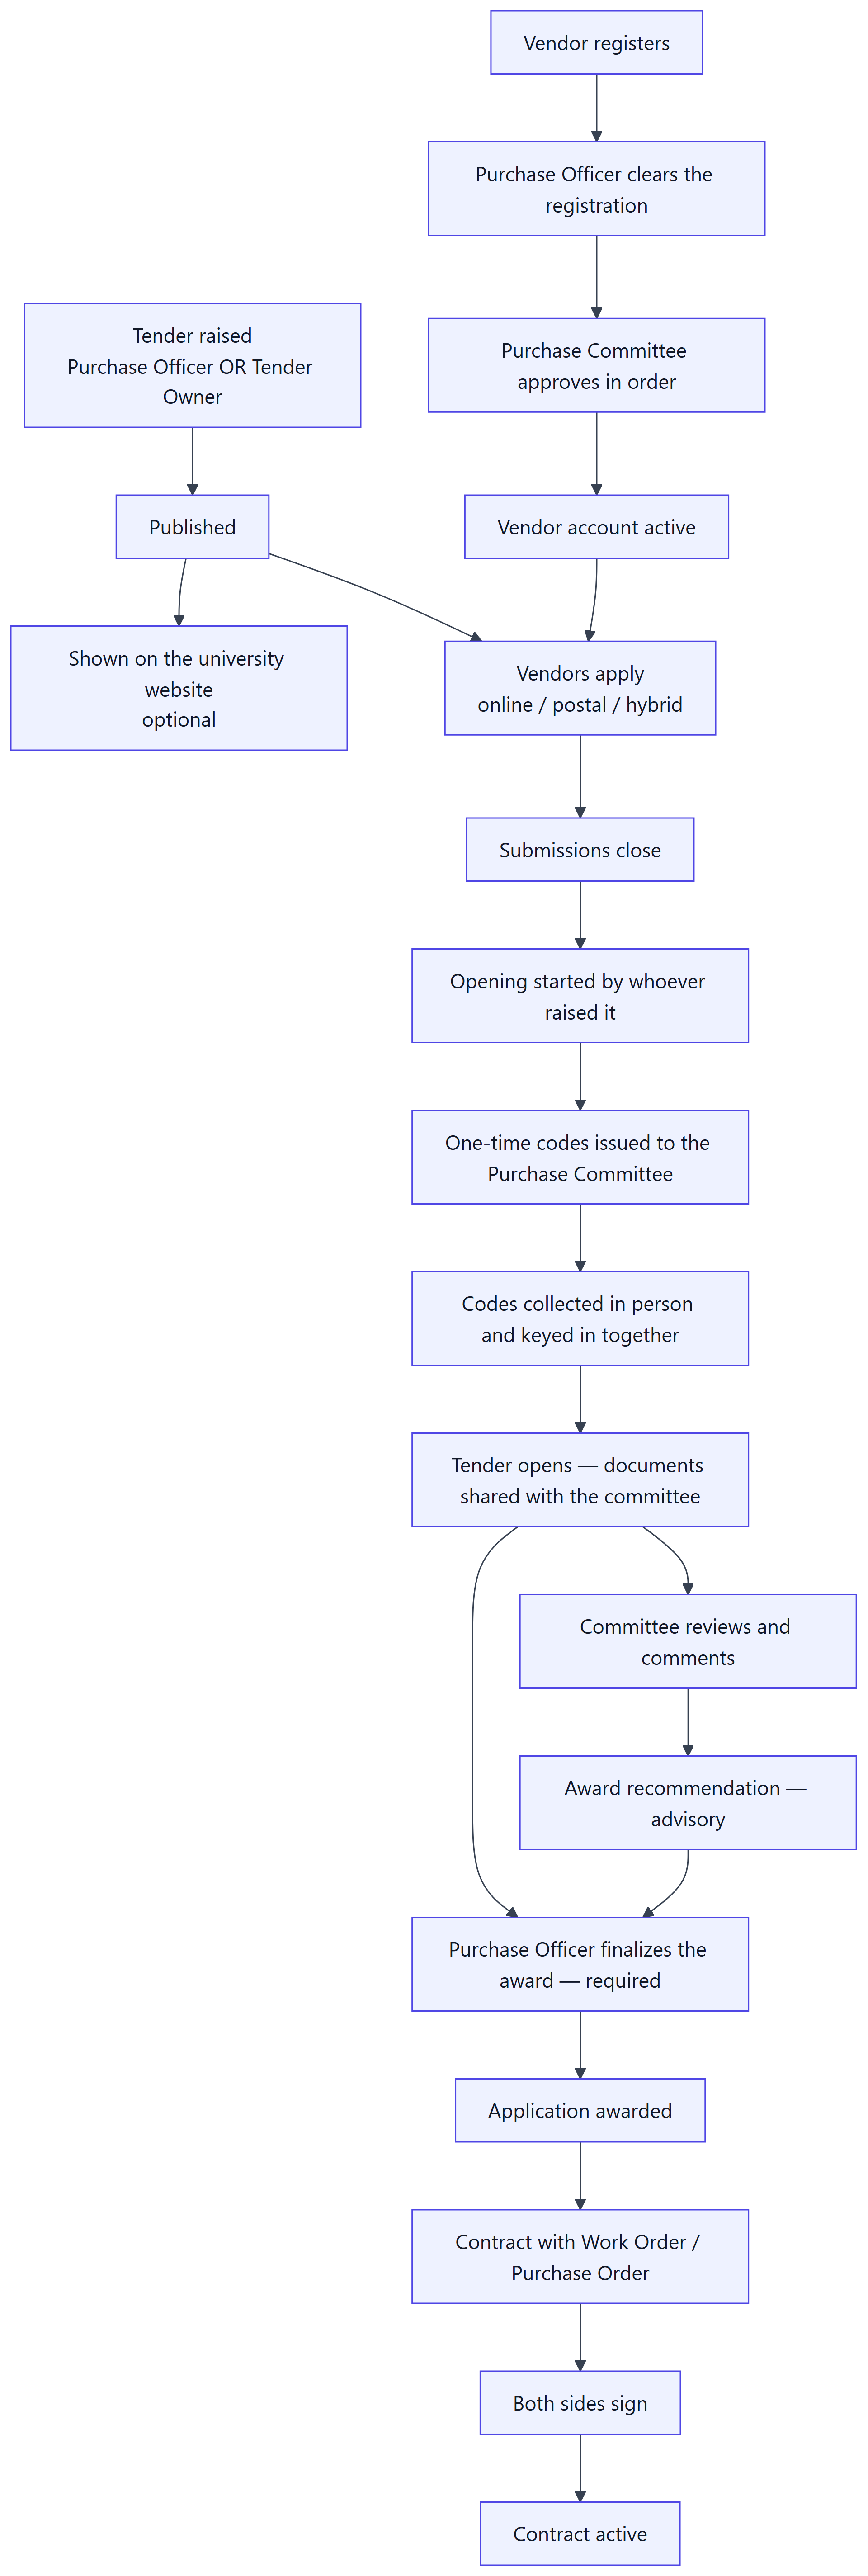 Vendor registers
Purchase Officer clears the
registration
Tender raised
Purchase Officer OR Tender
Owner
Purchase Committee
approves in order
Published
Vendor account active
Shown on the university
website
optional
Vendors apply
online / postal / hybrid
Submissions close
Opening started by whoever
raised it
One-time codes issued to the
Purchase Committee
Codes collected in person
and keyed in together
Tender opens — documents
shared with the committee
Committee reviews and
comments
Award recommendation —
advisory
Purchase Officer finalizes the
award — required
Application awarded
Contract with Work Order /
Purchase Order
Both sides sign
Contract active